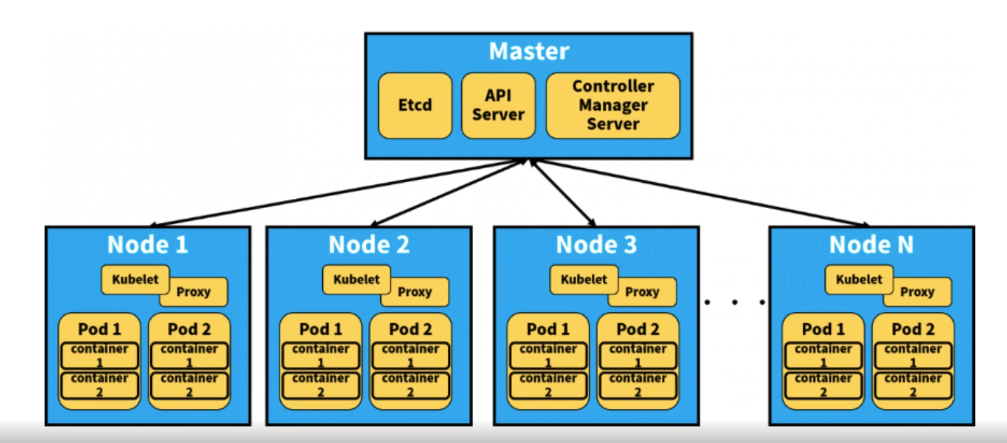 Master
Etcd
API
Server
Controller
Manager
Server
Node 1
Kubelet
Proxy
Pod 1
container
1
container
2
Pod 2
container
1
container
2
Node 2
Kubelet
Proxy
Pod 1
container
1
container
2
Pod 2
container
1
container
2
Node 3
Kubelet
Proxy
Pod 1
container
1
container
2
Pod 2
container
1
container
2
. . .
Node N
Kubelet
Proxy
Pod 1
container
1
container
2
Pod 2
container
1
container
2